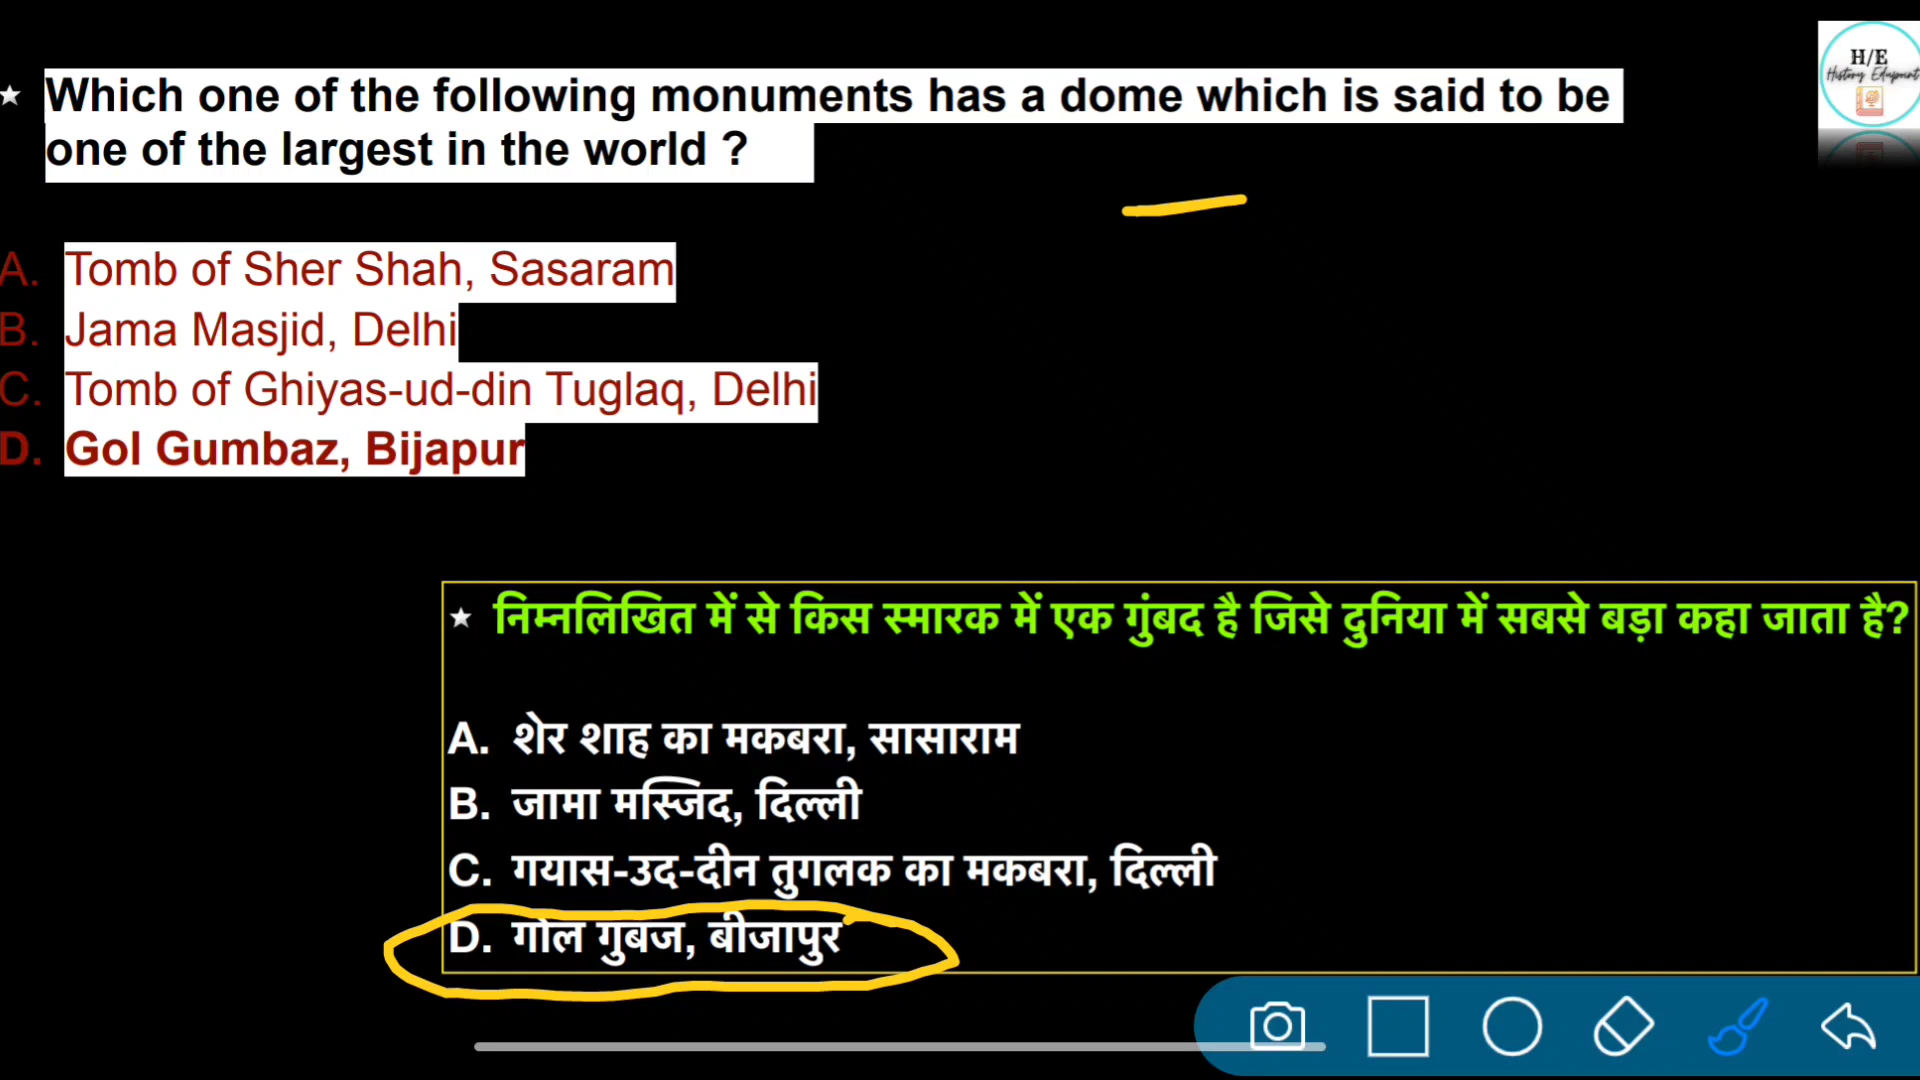 H/E
History Edupoint
★ Which one of the following monuments has a dome which is said to be
one of the largest in the world ?
A. Tomb of Sher Shah, Sasaram
B. Jama Masjid, Delhi
C. Tomb of Ghiyas-ud-din Tuglaq, Delhi
D. Gol Gumbaz, Bijapur
★ निम्नलिखित में से किस स्मारक में एक गुंबद है जिसे दुनिया में सबसे बड़ा कहा जाता है?
A. शेर शाह का मकबरा, सासाराम
B. जामा मस्जिद, दिल्ली
C. गयास-उद-दीन तुगलक का मकबरा, दिल्ली
D. गोल गुंबज, बीजापुर